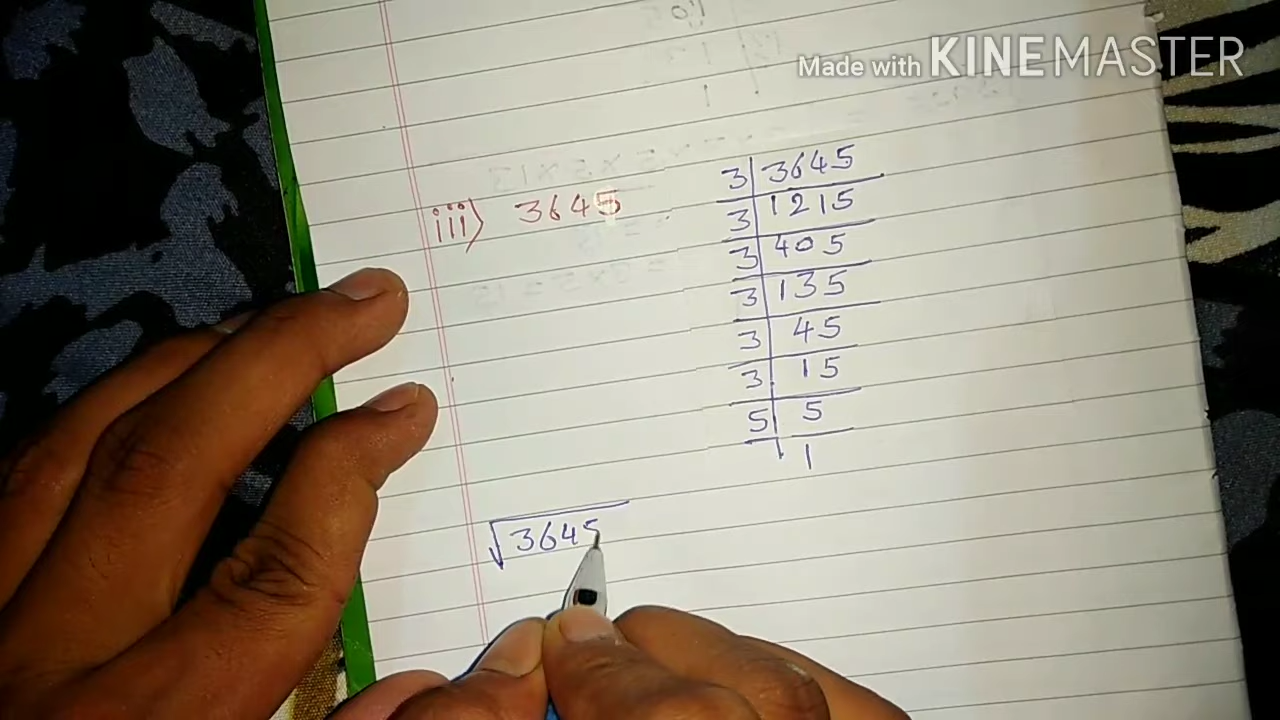 Made with KINEMASTER
iii) 3645
3 | 3645
3 | 1215
3 | 405
3 | 135
3 | 45
3 | 15
5 | 5
1
√3645